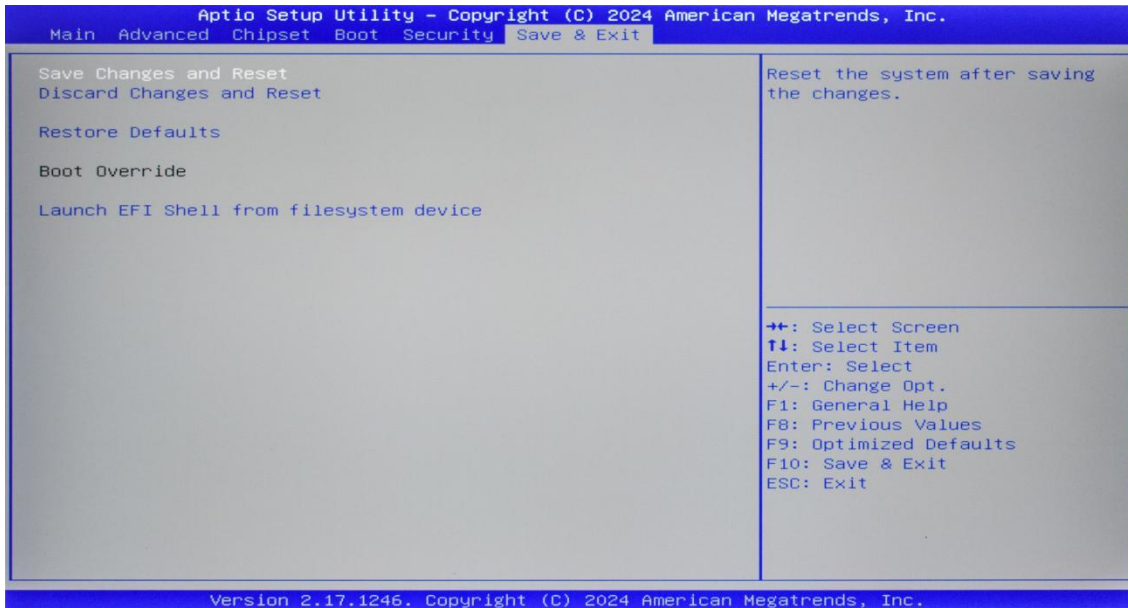 Aptio Setup Utility – Copyright (C) 2024 American Megatrends, Inc.
Main Advanced Chipset Boot Security Save & Exit
Save Changes and Reset
Discard Changes and Reset
Restore Defaults
Boot Override
Launch EFI Shell from filesystem device
Reset the system after saving
the changes.
→←: Select Screen
↑↓: Select Item
Enter: Select
+/-: Change Opt.
F1: General Help
F8: Previous Values
F9: Optimized Defaults
F10: Save & Exit
ESC: Exit
Version 2.17.1246. Copyright (C) 2024 American Megatrends, Inc.